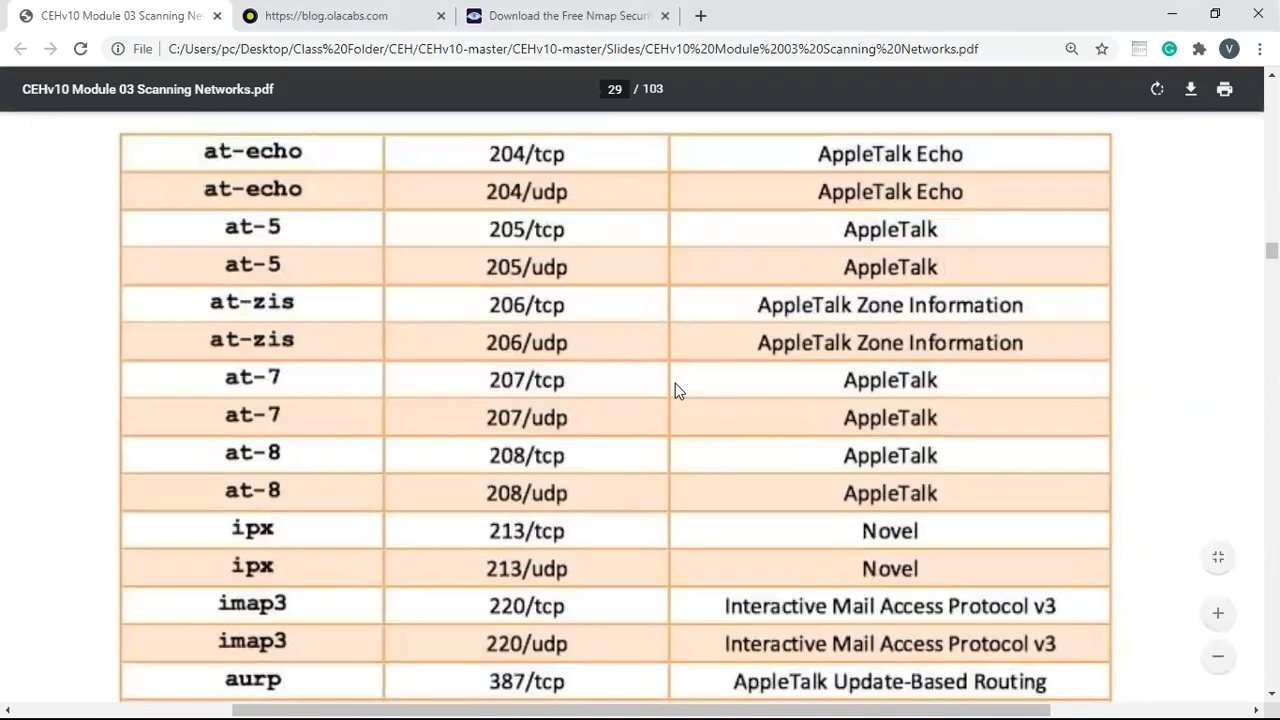 CEHv10 Module 03 Scanning Netwo
https://blog.olacabs.com
Download the Free Nmap Securi
File C:/Users/pc/Desktop/Class%20Folder/CEH/CEHv10-master/CEHv10-master/Slides/CEHv10%20Module%2003%20Scanning%20Networks.pdf
V
CEHv10 Module 03 Scanning Networks.pdf 29 / 103
at-echo 204/tcp AppleTalk Echo
at-echo 204/udp AppleTalk Echo
at-5 205/tcp AppleTalk
at-5 205/udp AppleTalk
at-zis 206/tcp AppleTalk Zone Information
at-zis 206/udp AppleTalk Zone Information
at-7 207/tcp AppleTalk
at-7 207/udp AppleTalk
at-8 208/tcp AppleTalk
at-8 208/udp AppleTalk
ipx 213/tcp Novel
ipx 213/udp Novel
imap3 220/tcp Interactive Mail Access Protocol v3
imap3 220/udp Interactive Mail Access Protocol v3
aurp 387/tcp AppleTalk Update-Based Routing